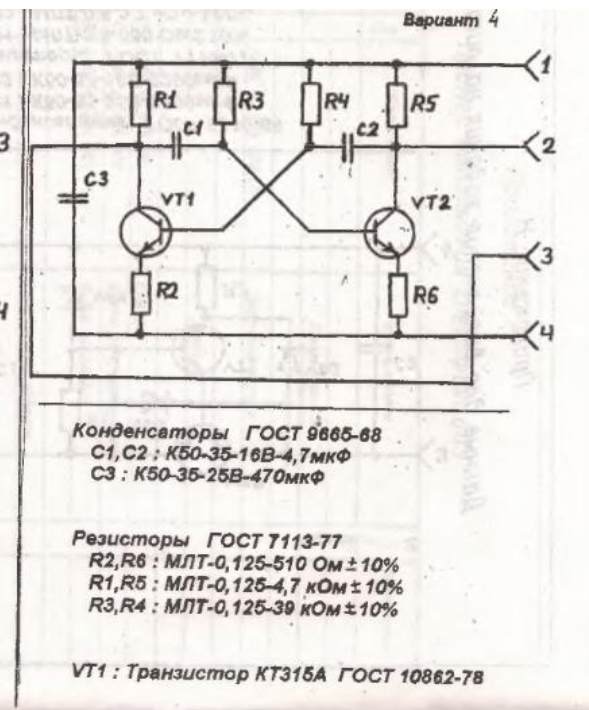 Вариант 4
1
R1
R3
R4
R5
C1
C2
2
3
C3
VT1
VT2
3
R2
R6
4
4
Конденсаторы ГОСТ 9665-68
C1,C2 : К50-35-16В-4,7мкФ
C3 : К50-35-25В-470мкФ
Резисторы ГОСТ 7113-77
R2,R6 : МЛТ-0,125-510 Ом ± 10%
R1,R5 : МЛТ-0,125-4,7 кОм ± 10%
R3,R4 : МЛТ-0,125-39 кОм ± 10%
VT1 : Транзистор КТ315А ГОСТ 10862-78